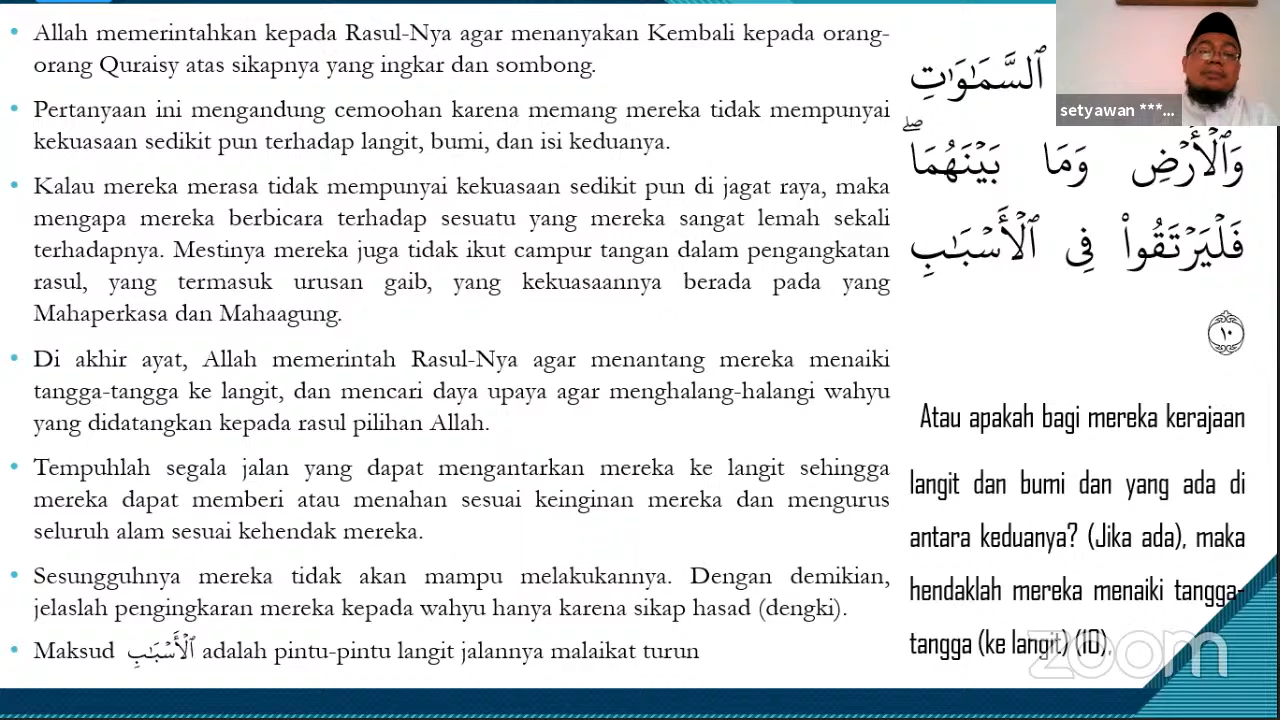 • Allah memerintahkan kepada Rasul-Nya agar menanyakan Kembali kepada orang-
orang Quraisy atas sikapnya yang ingkar dan sombong.
• Pertanyaan ini mengandung cemoohan karena memang mereka tidak mempunyai
kekuasaan sedikit pun terhadap langit, bumi, dan isi keduanya.
• Kalau mereka merasa tidak mempunyai kekuasaan sedikit pun di jagat raya, maka
mengapa mereka berbicara terhadap sesuatu yang mereka sangat lemah sekali
terhadapnya. Mestinya mereka juga tidak ikut campur tangan dalam pengangkatan
rasul, yang termasuk urusan gaib, yang kekuasaannya berada pada yang
Mahaperkasa dan Mahaagung.
• Di akhir ayat, Allah memerintah Rasul-Nya agar menantang mereka menaiki
tangga-tangga ke langit, dan mencari daya upaya agar menghalang-halangi wahyu
yang didatangkan kepada rasul pilihan Allah.
• Tempuhlah segala jalan yang dapat mengantarkan mereka ke langit sehingga
mereka dapat memberi atau menahan sesuai keinginan mereka dan mengurus
seluruh alam sesuai kehendak mereka.
• Sesungguhnya mereka tidak akan mampu melakukannya. Dengan demikian,
jelaslah pengingkaran mereka kepada wahyu hanya karena sikap hasad (dengki).
• Maksud ٱلْأَسْبَـٰبِ adalah pintu-pintu langit jalannya malaikat turun
setyawan ***...
ٱلسَّمَـٰوَٰتِ
وَٱلْأَرْضِ وَمَا بَيْنَهُمَا ۖ
فَلْيَرْتَقُوا۟ فِى ٱلْأَسْبَـٰبِ
١٠
Atau apakah bagi mereka kerajaan
langit dan bumi dan yang ada di
antara keduanya? (Jika ada), maka
hendaklah mereka menaiki tangga-
tangga (ke langit) (10).
zoom